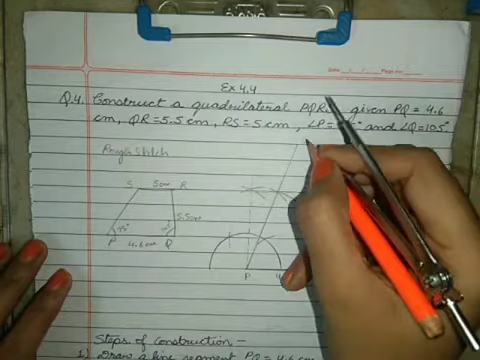 Ex 4.4
Q.4. Construct a quadrilateral PQR given PQ = 4.6
cm, QR = 5.5 cm, RS = 5 cm, ∠P = and ∠Q = 105°
Rough Sketch
S 5cm R
5.5cm
P 4.6cm Q
P
Steps of construction -
1) Draw a line segment PQ = 4.6 cm